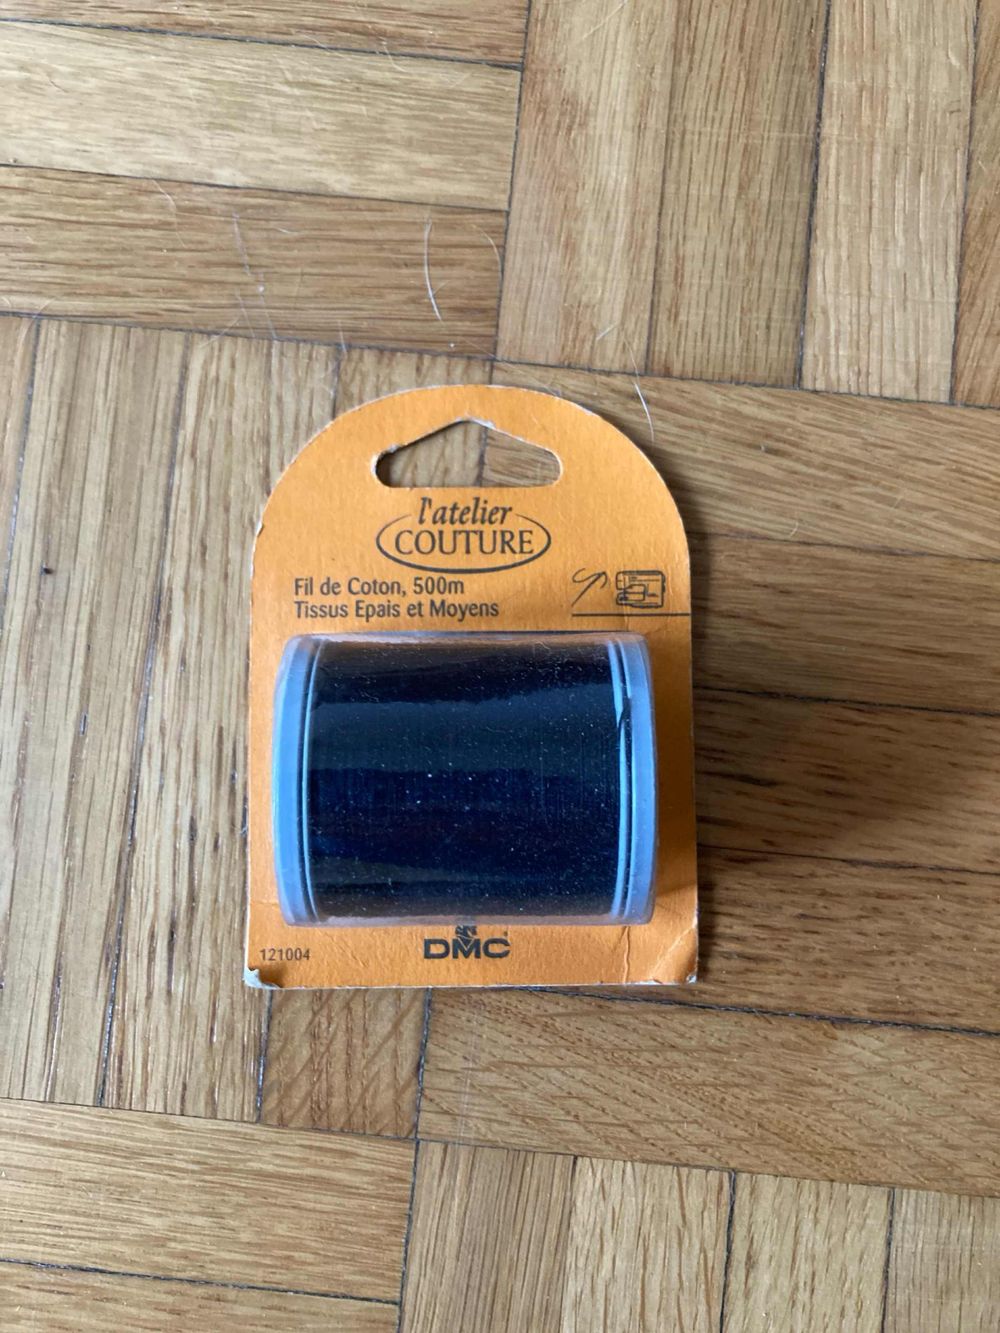 l'atelier
COUTURE
Fil de Coton, 500m
Tissus Epais et Moyens
121004
DMC